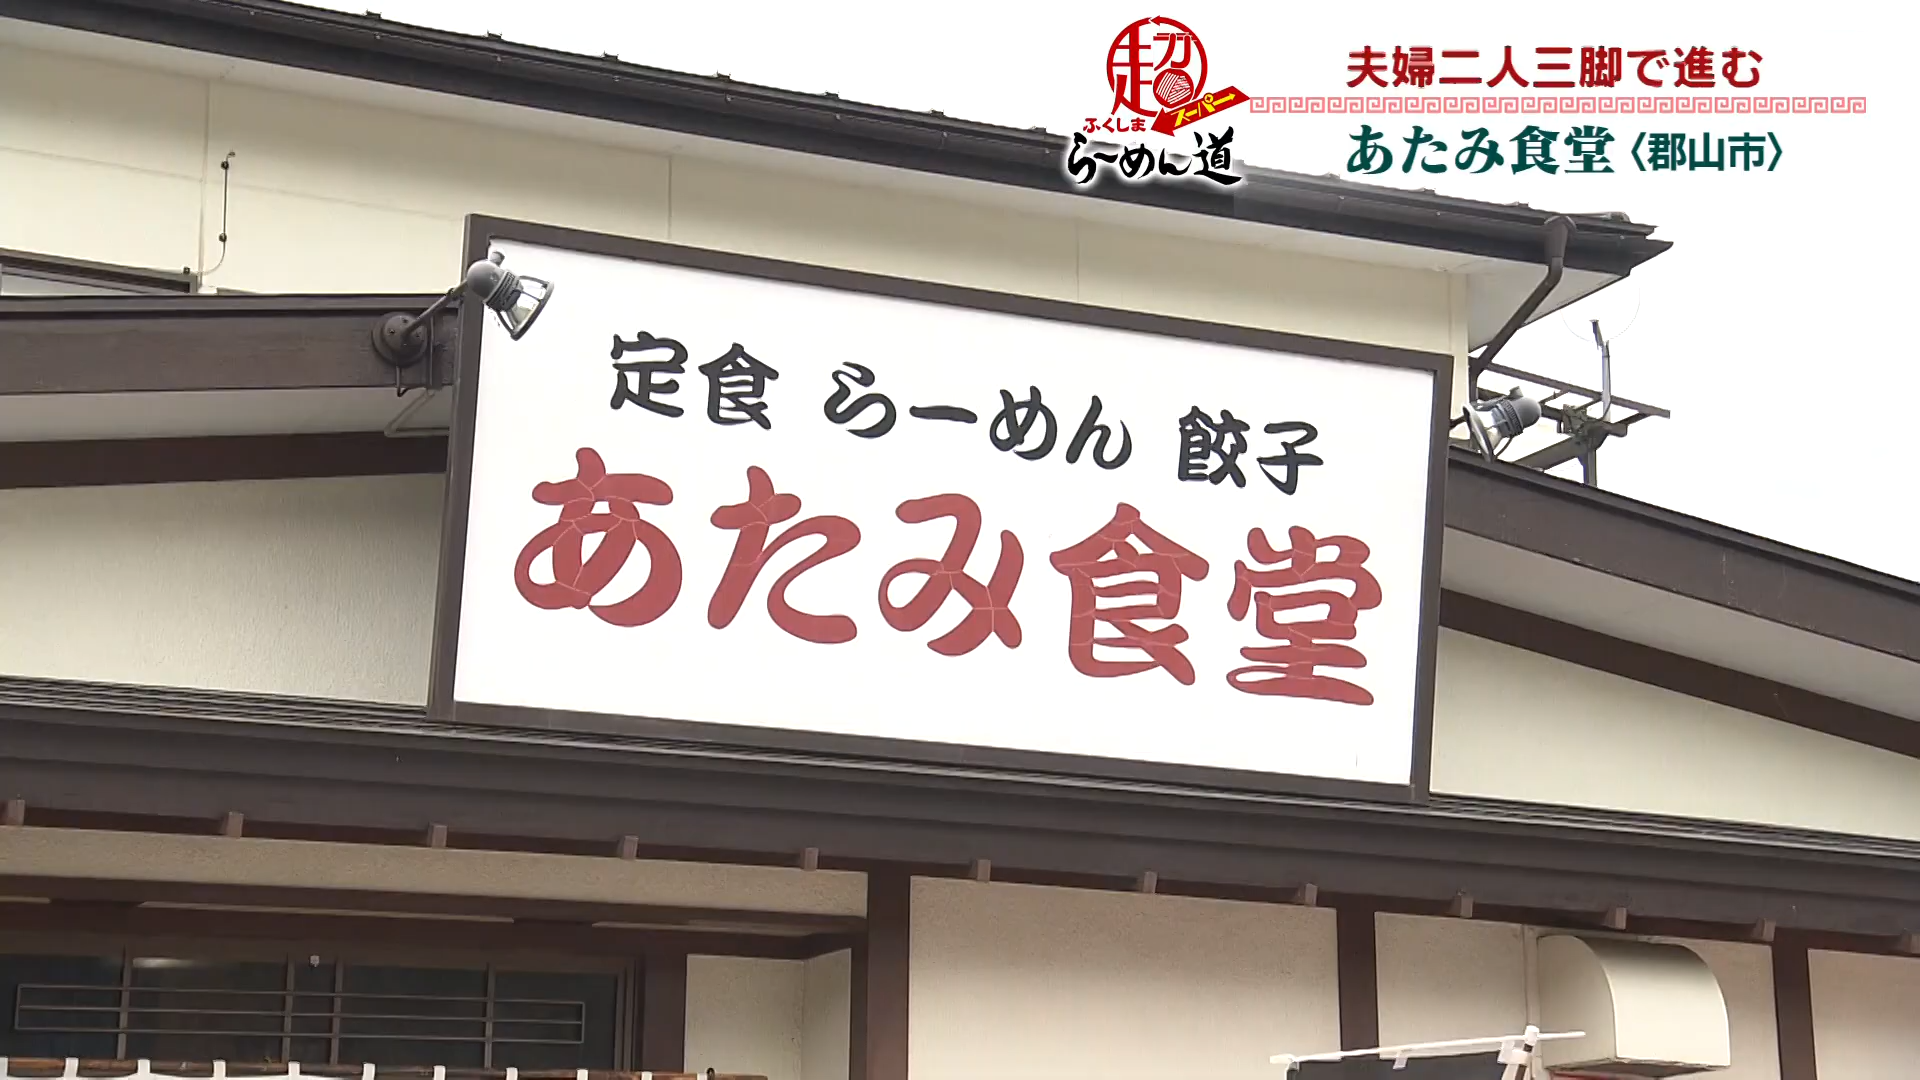 超
スーパー
ふくしま
らーめん道
夫婦二人三脚で進む
あたみ食堂〈郡山市〉
定食 らーめん 餃子
あたみ食堂